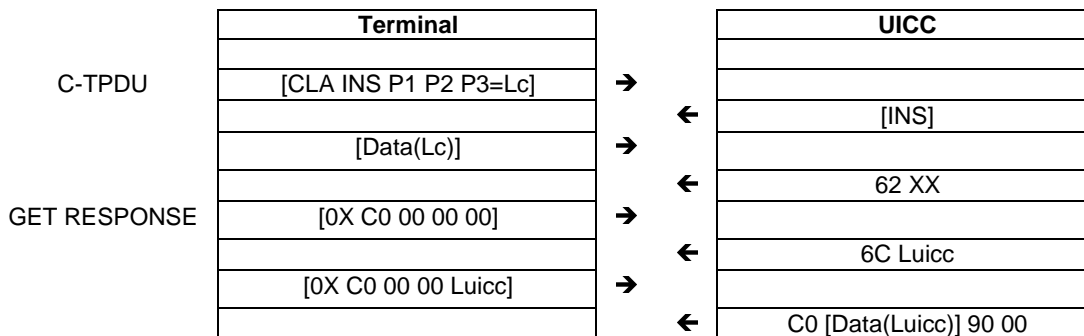 Terminal UICC
C-TPDU [CLA INS P1 P2 P3=Lc] ➔
🡸 [INS]
[Data(Lc)] ➔
🡸 62 XX
GET RESPONSE [0X C0 00 00 00] ➔
🡸 6C Luicc
[0X C0 00 00 Luicc] ➔
🡸 C0 [Data(Luicc)] 90 00